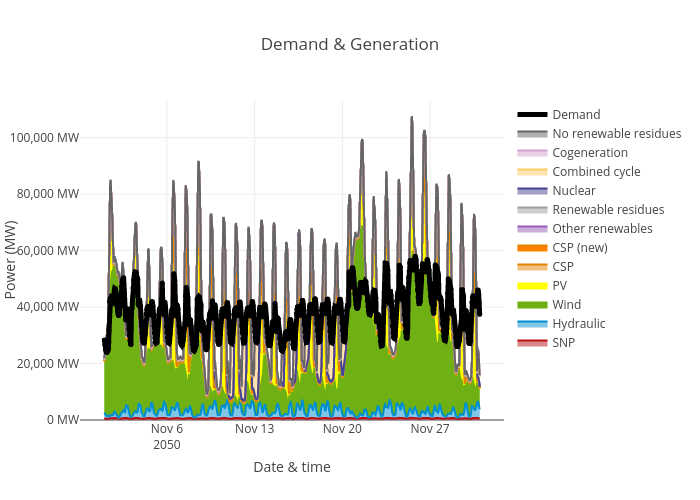 Demand & Generation
100,000 MW
80,000 MW
60,000 MW
40,000 MW
20,000 MW
0 MW
Power (MW)
Nov 6
2050
Nov 13
Nov 20
Nov 27
Date & time
Demand
No renewable residues
Cogeneration
Combined cycle
Nuclear
Renewable residues
Other renewables
CSP (new)
CSP
PV
Wind
Hydraulic
SNP